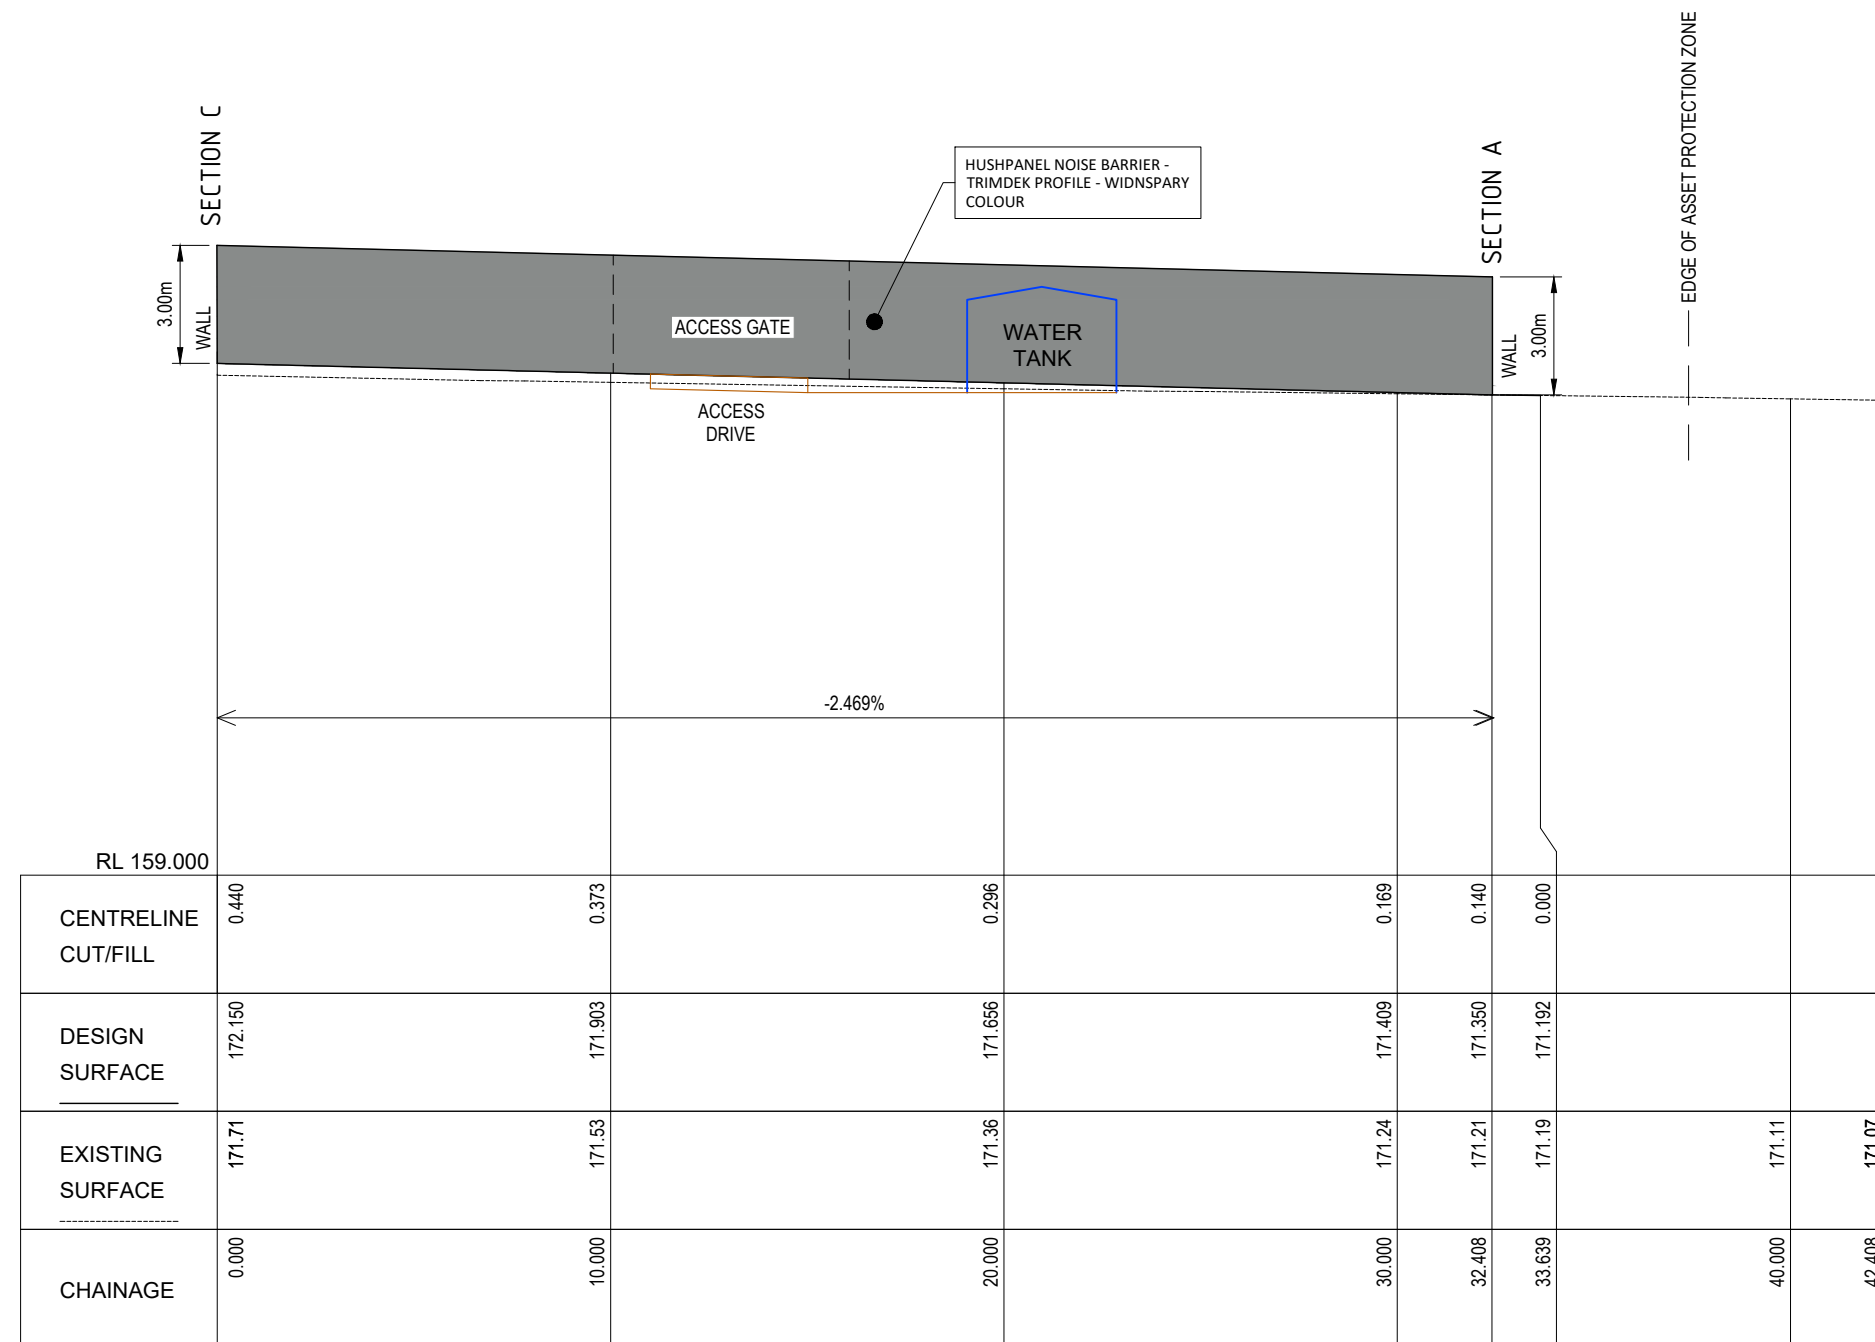 SECTION C
SECTION A
EDGE OF ASSET PROTECTION ZONE
HUSHPANEL NOISE BARRIER -
TRIMDEK PROFILE - WIDNSPARY
COLOUR
3.00m
WALL
ACCESS GATE
WATER
TANK
WALL
3.00m
ACCESS
DRIVE
-2.469%
RL 159.000
CENTRELINE
CUT/FILL
0.440 0.373 0.296 0.169 0.140 0.000
DESIGN
SURFACE
172.150 171.903 171.656 171.409 171.350 171.192
EXISTING
SURFACE
171.71 171.53 171.36 171.24 171.21 171.19 171.11 171.07
CHAINAGE
0.000 10.000 20.000 30.000 32.408 33.639 40.000 42.408